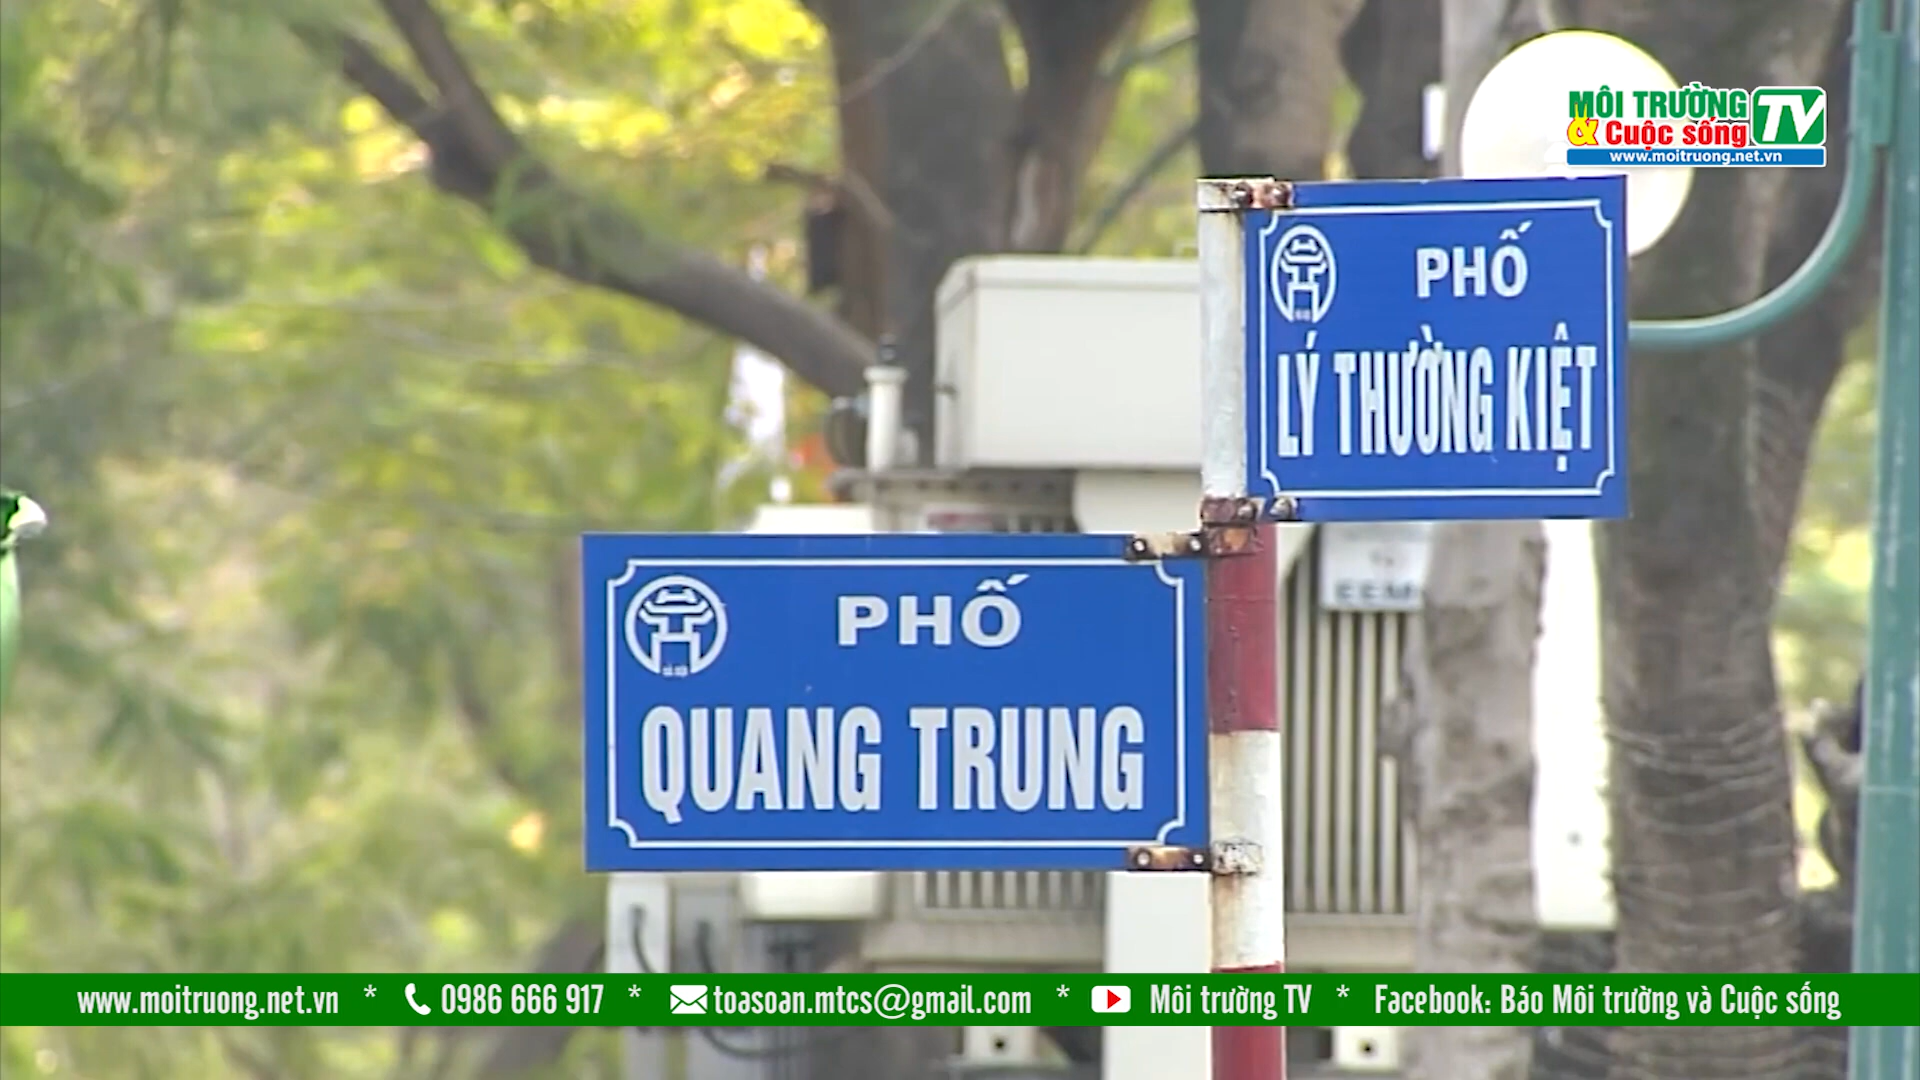 MÔI TRƯỜNG
& Cuộc sống TV
www.moitruong.net.vn
PHỐ
LÝ THƯỜNG KIỆT
PHỐ
QUANG TRUNG
www.moitruong.net.vn * 0986 666 917 * toasoan.mtcs@gmail.com * Môi trường TV * Facebook: Báo Môi trường và Cuộc sống